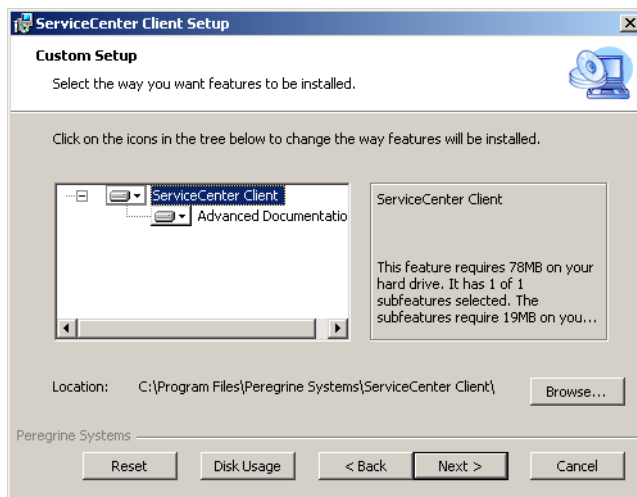 ServiceCenter Client Setup
Custom Setup
Select the way you want features to be installed.
Click on the icons in the tree below to change the way features will be installed.
ServiceCenter Client
Advanced Documentatio
ServiceCenter Client
This feature requires 78MB on your
hard drive. It has 1 of 1
subfeatures selected. The
subfeatures require 19MB on you...
Location: C:\Program Files\Peregrine Systems\ServiceCenter Client\ Browse...
Peregrine Systems
Reset Disk Usage < Back Next > Cancel